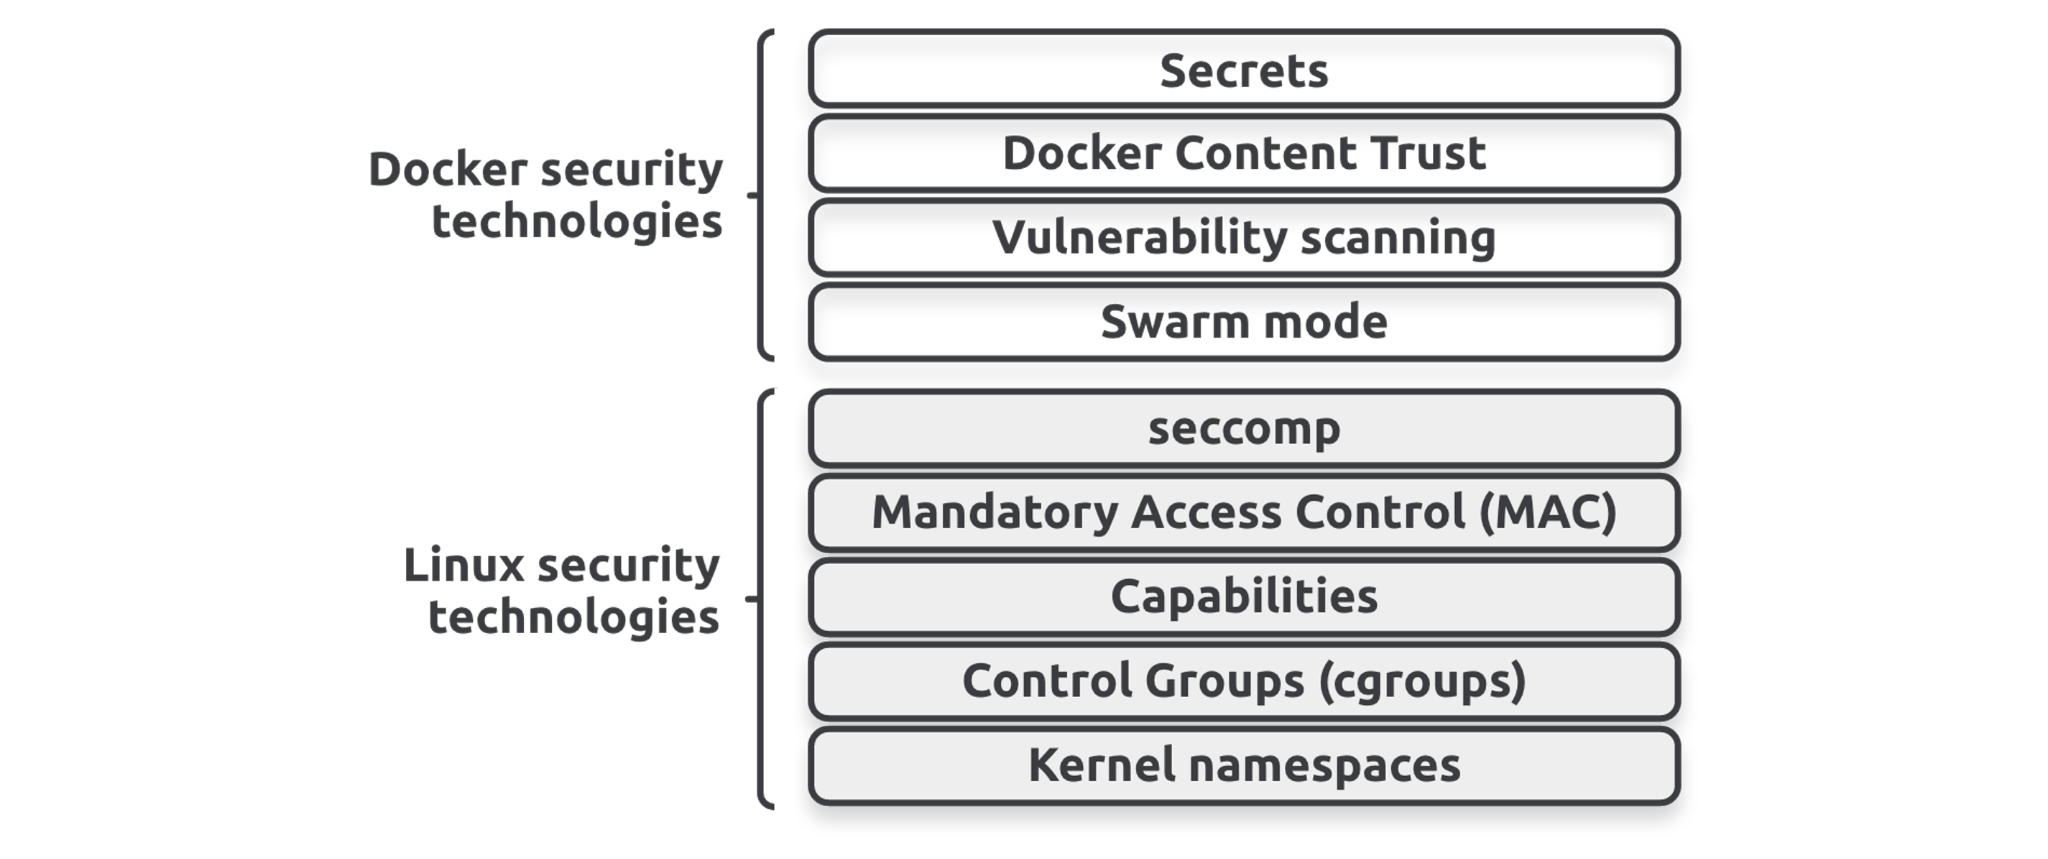 Docker security
technologies
Secrets
Docker Content Trust
Vulnerability scanning
Swarm mode
Linux security
technologies
seccomp
Mandatory Access Control (MAC)
Capabilities
Control Groups (cgroups)
Kernel namespaces